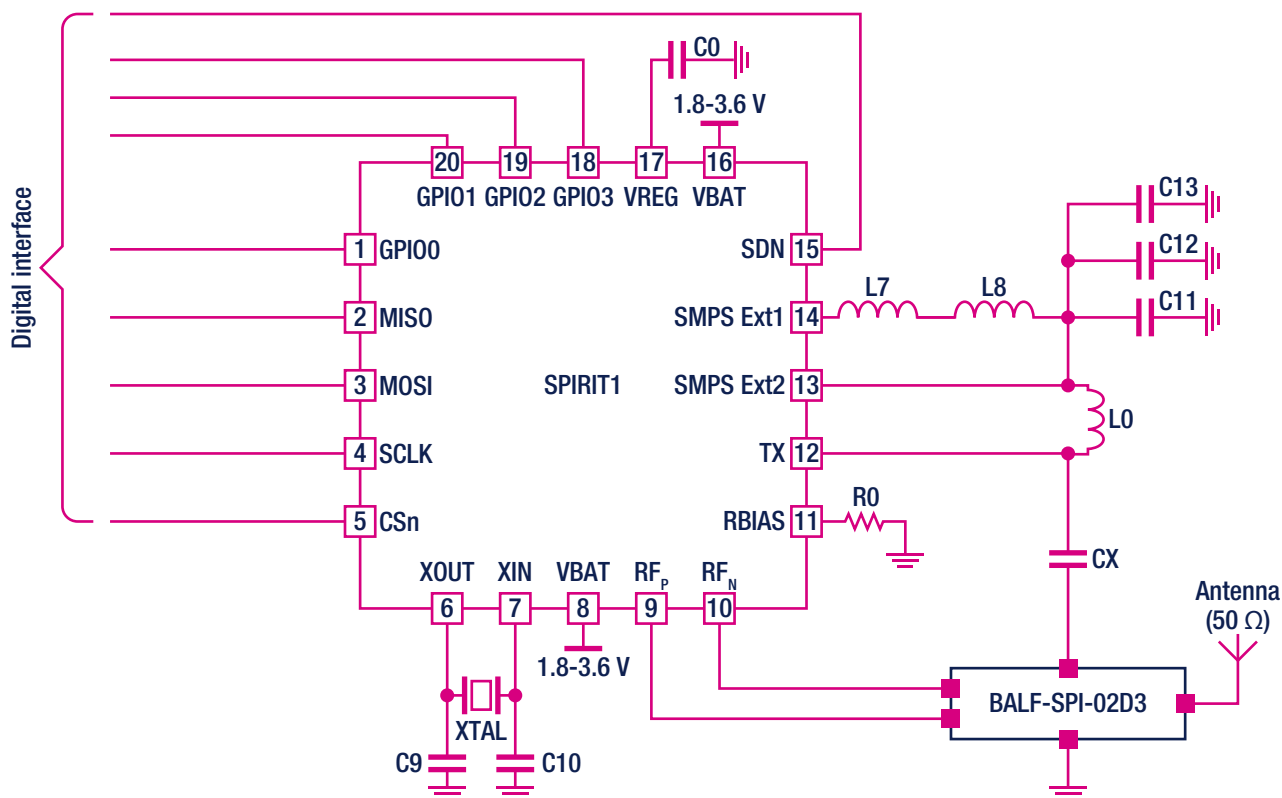 C0
1.8-3.6 V
20 19 18 17 16
GPIO1 GPIO2 GPIO3 VREG VBAT
C13
C12
C11
Digital interface
1 GPIO0
SDN 15
L7 L8
2 MISO
SMPS Ext1 14
3 MOSI
SPIRIT1
SMPS Ext2 13
L0
4 SCLK
TX 12
R0
5 CSn
RBIAS 11
CX
XOUT XIN VBAT RFP RFN
6 7 8 9 10
Antenna
(50 Ω)
1.8-3.6 V
BALF-SPI-02D3
XTAL
C9 C10